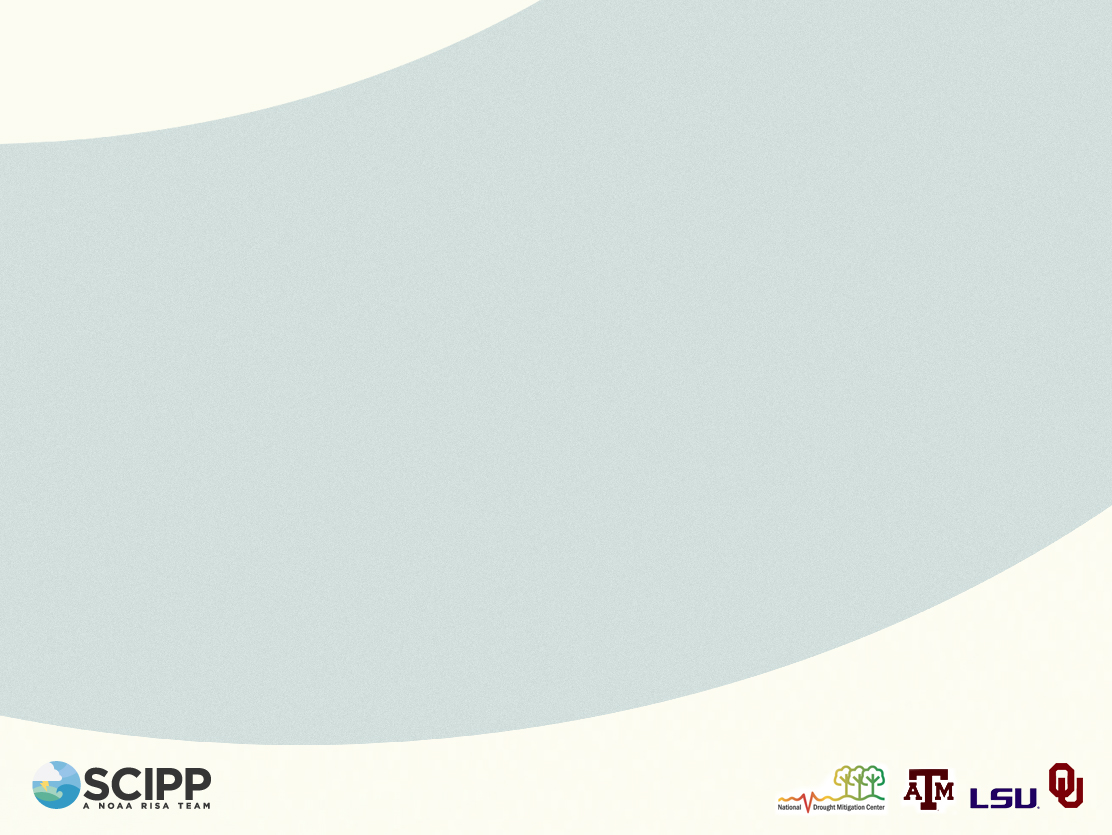 SCIPP
A NOAA RISA TEAM
National Drought Mitigation Center
ATM
LSU
OU